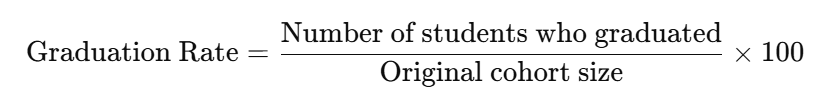 Graduation Rate = Number of students who graduated / Original cohort size × 100